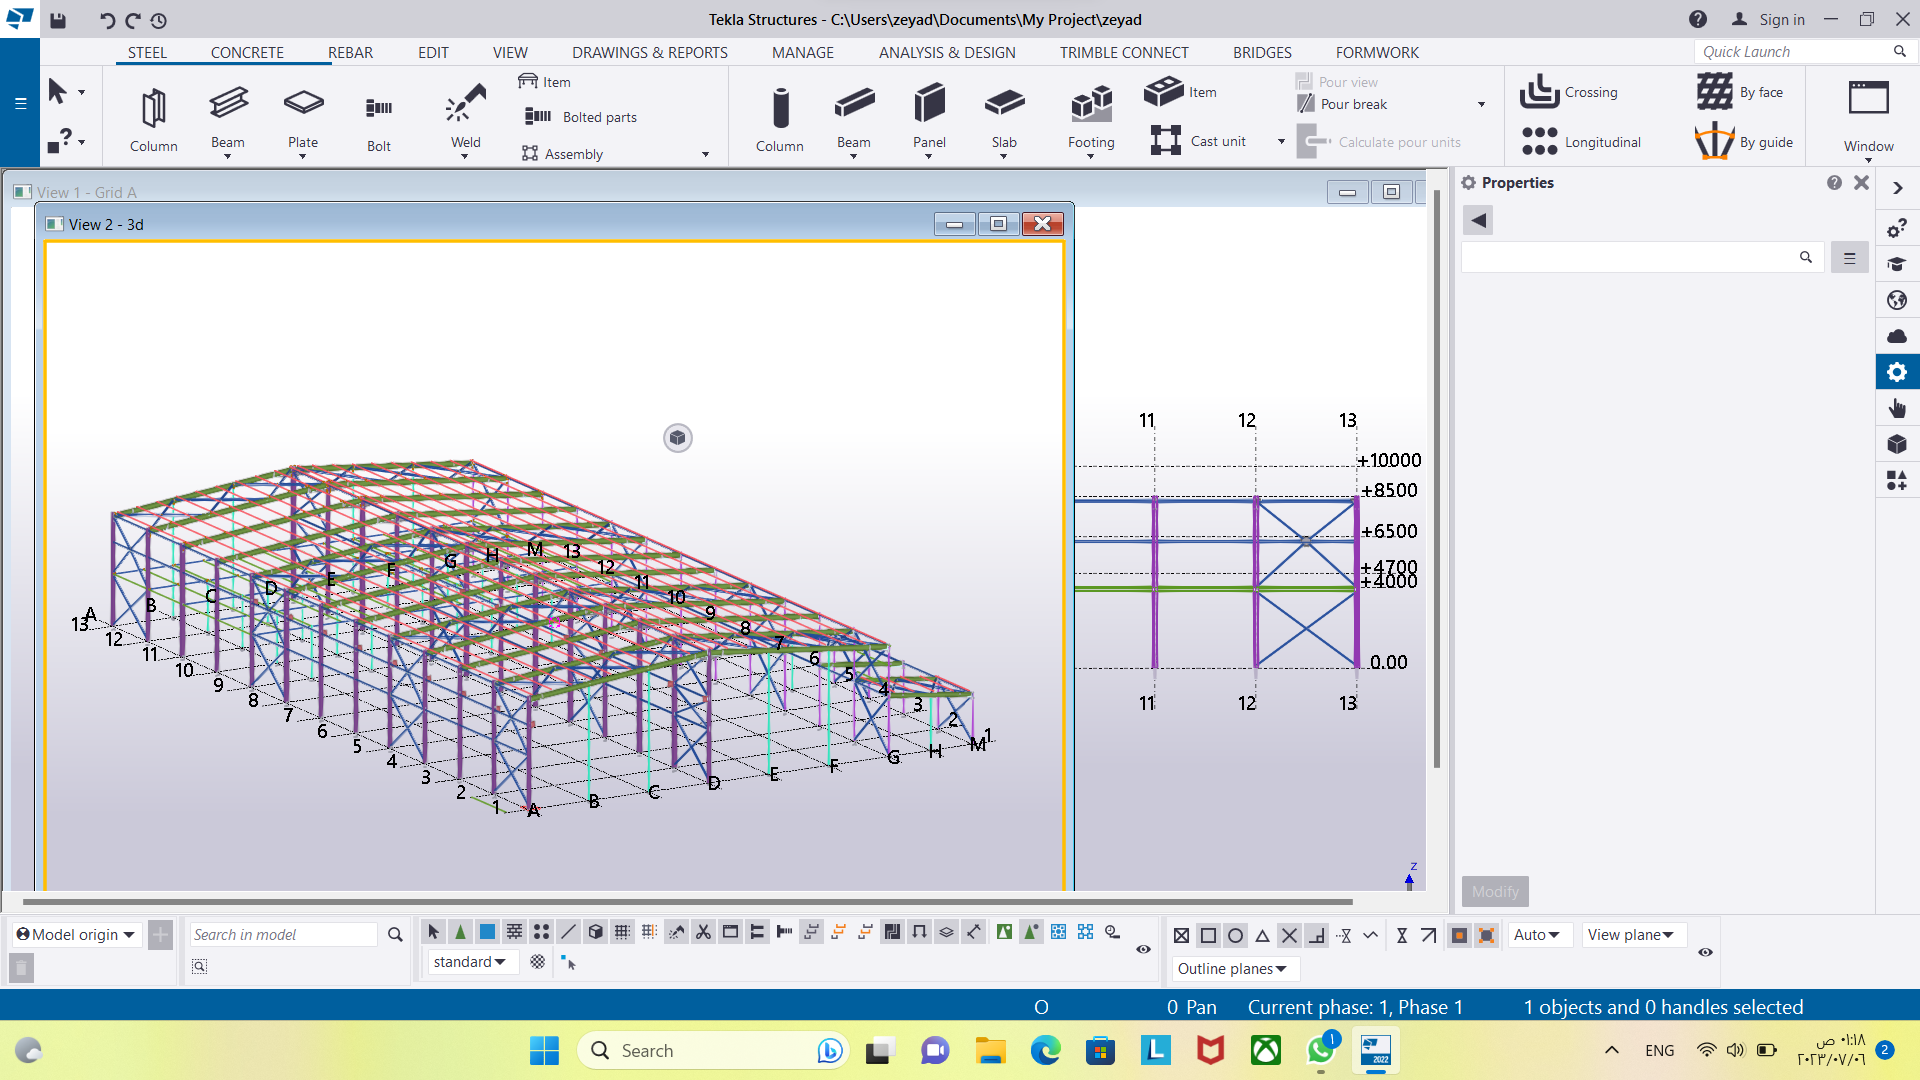 Tekla Structures - C:\Users\zeyad\Documents\My Project\zeyad
Sign in
STEEL CONCRETE REBAR EDIT VIEW DRAWINGS & REPORTS MANAGE ANALYSIS & DESIGN TRIMBLE CONNECT BRIDGES FORMWORK
Quick Launch
Column
Beam
Plate
Bolt
Weld
Item
Bolted parts
Assembly
Column
Beam
Panel
Slab
Footing
Item
Cast unit
Pour view
Pour break
Calculate pour units
Crossing
Longitudinal
By face
By guide
Window
View 1 - Grid A
View 2 - 3d
Properties
11 12 13
+10000
+8500
+6500
+4700
+4000
0.00
11 12 13
z
A B C D E F G H M
13 12 11 10 9 8 7 6 5 4 3 2 1
13 12 11 10 9 8 7 6 5 4 3 2 1
A B C D E F G H M
Modify
Model origin
Search in model
standard
Auto
View plane
Outline planes
O
0 Pan
Current phase: 1, Phase 1
1 objects and 0 handles selected
Search
L
2022
1
ENG
٠١:١٨ ص
٢٠٢٣/٠٧/٠٦
2